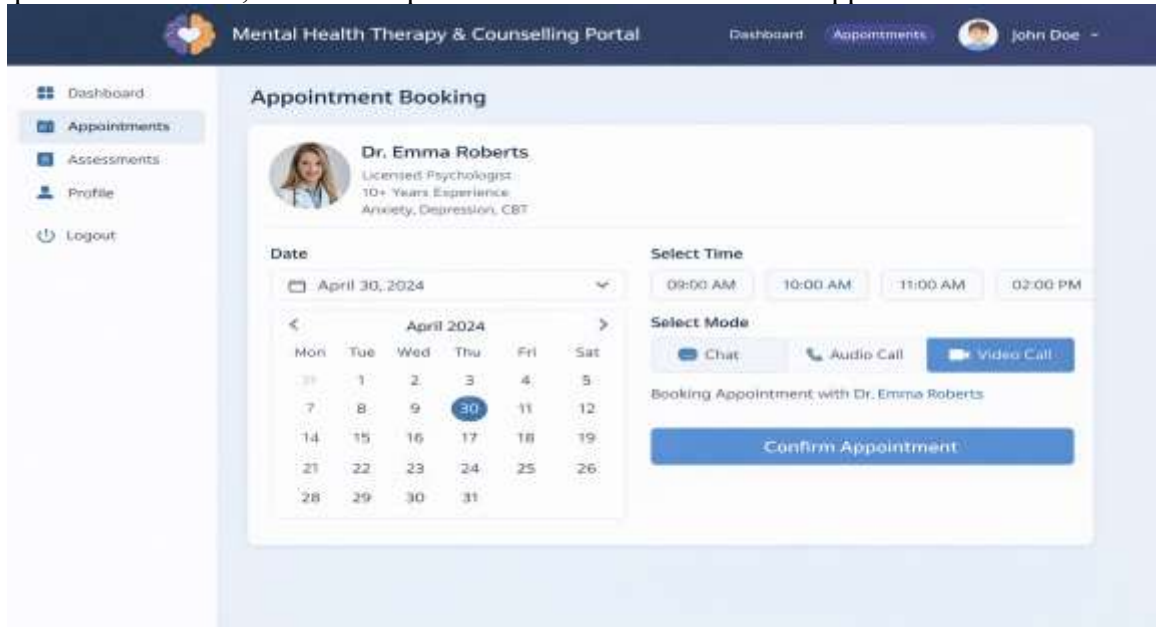 Mental Health Therapy & Counselling Portal Dashboard Appointments John Doe
Dashboard
Appointments
Assessments
Profile
Logout
Appointment Booking
Dr. Emma Roberts
Licensed Psychologist
10+ Years Experience
Anxiety, Depression, CBT
Date
April 30, 2024
April 2024
Mon Tue Wed Thu Fri Sat
31 1 2 3 4 5
7 8 9 30 11 12
14 15 16 17 18 19
21 22 23 24 25 26
28 29 30 31
Select Time
09:00 AM 10:00 AM 11:00 AM 02:00 PM
Select Mode
Chat Audio Call Video Call
Booking Appointment with Dr. Emma Roberts
Confirm Appointment